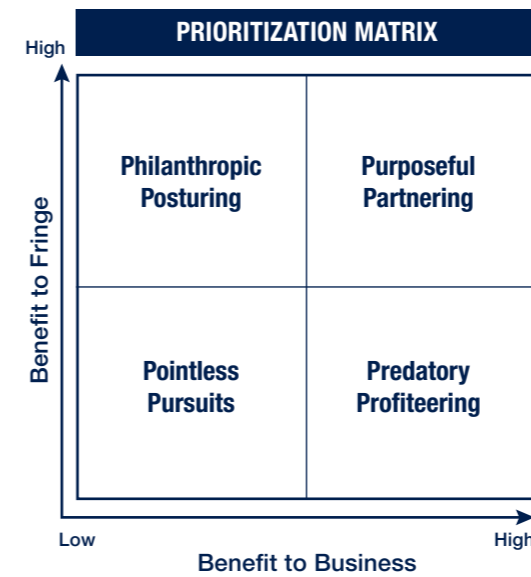 PRIORITIZATION MATRIX
High
Benefit to Fringe
Philanthropic
Posturing
Purposeful
Partnering
Pointless
Pursuits
Predatory
Profiteering
Low
High
Benefit to Business